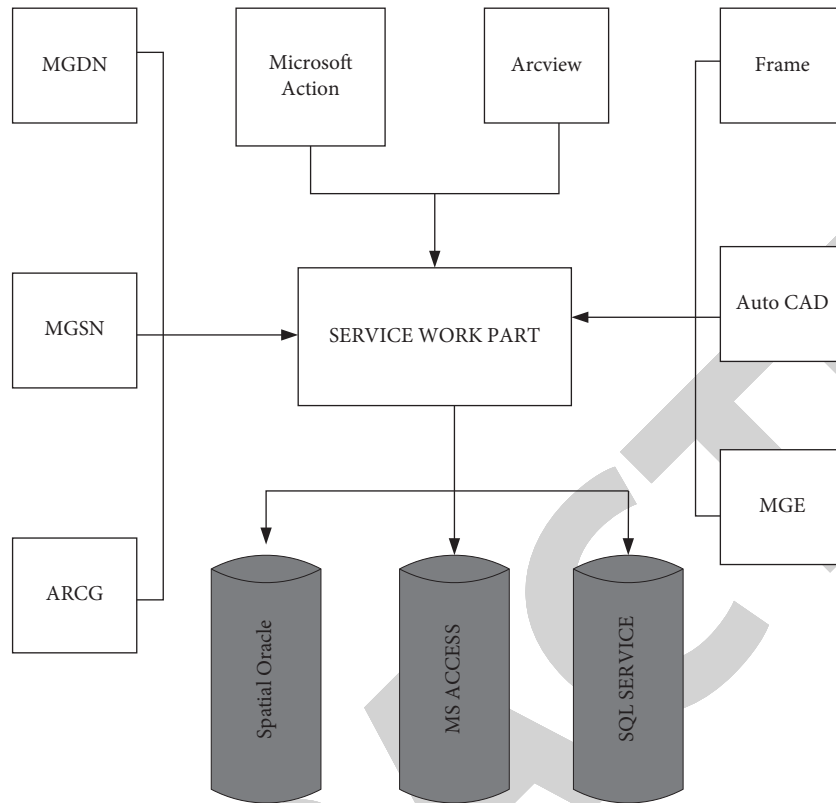 MGDN
Microsoft
Action
Arcview
Frame
MGSN
SERVICE WORK PART
Auto CAD
ARCG
MGE
Spatial Oracle
MS ACCESS
SQL SERVICE